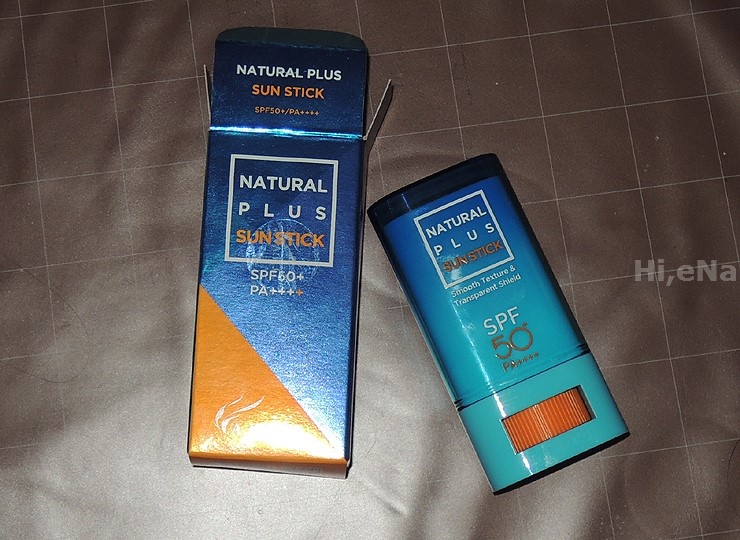 NATURAL PLUS
SUN STICK
SPF50+/PA++++
NATURAL
PLUS
SUN STICK
SPF50+
PA++++
NATURAL
PLUS
SUN STICK
Smooth Texture &
Transparent Shield
SPF
50+
PA++++
Hi,eNa